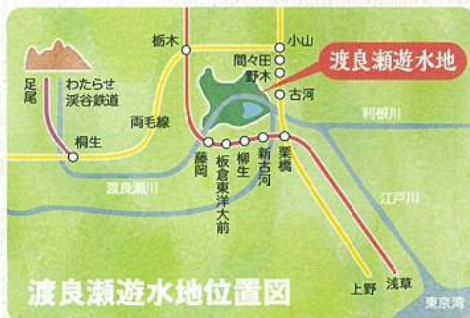 栃木
小山
間々田
野木
古河
渡良瀬遊水地
足尾
わたらせ
渓谷鉄道
両毛線
桐生
利根川
藤岡
板倉東洋大前
柳生
新古河
栗橋
渡良瀬川
江戸川
渡良瀬遊水地位置図
上野
浅草
東京湾